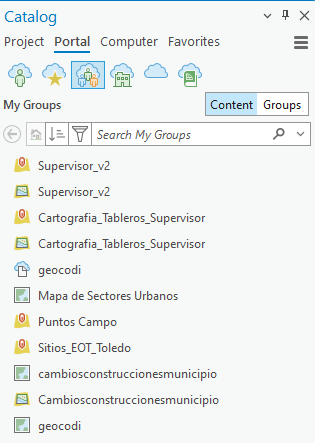 Catalog
Project Portal Computer Favorites
My Groups Content Groups
Search My Groups
Supervisor_v2
Supervisor_v2
Cartografia_Tableros_Supervisor
Cartografia_Tableros_Supervisor
geocodi
Mapa de Sectores Urbanos
Puntos Campo
Sitios_EOT_Toledo
cambiosconstruccionesmunicipio
Cambiosconstruccionesmunicipio
geocodi